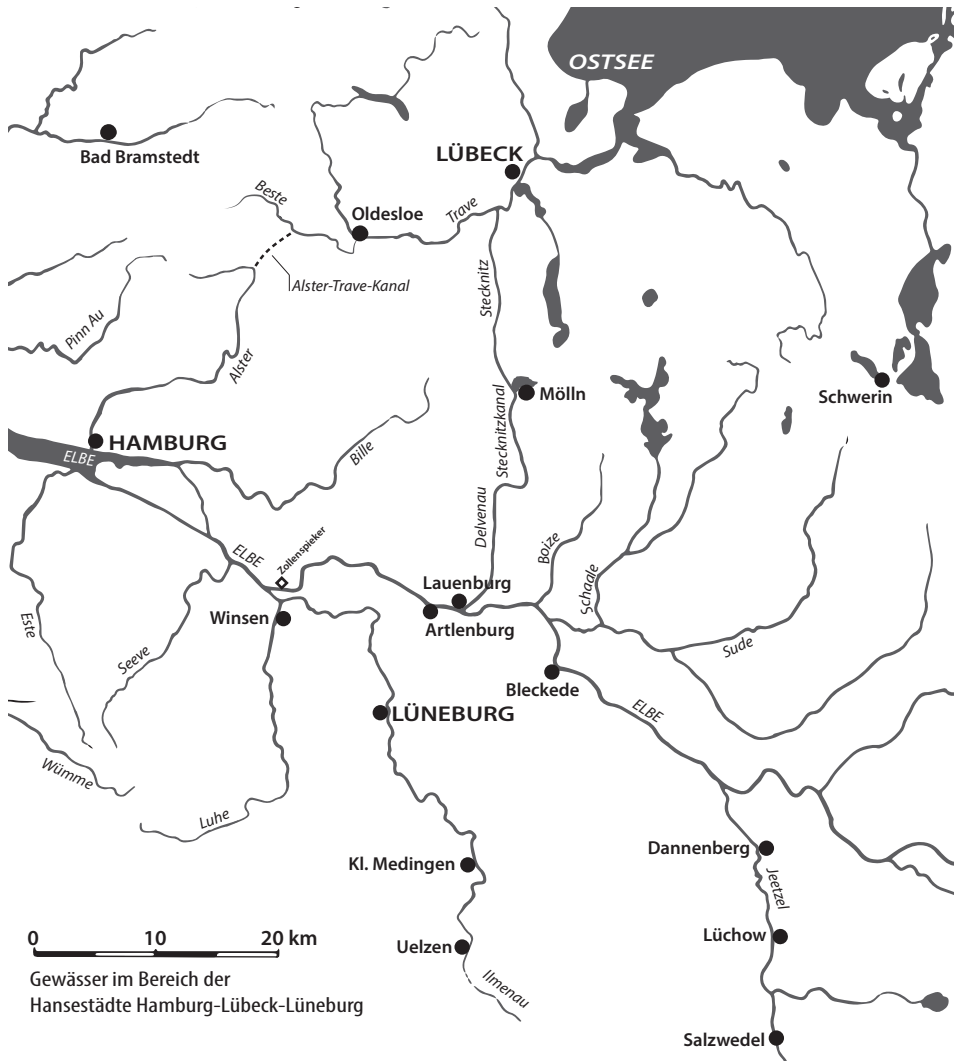 OSTSEE
Bad Bramstedt
LÜBECK
Beste
Oldesloe
Trave
Alster-Trave-Kanal
Stecknitz
Pinn Au
Alster
Mölln
Schwerin
HAMBURG
ELBE
Bille
Stecknitzkanal
Delvenau
Boize
ELBE
Zollenspieker
Lauenburg
Schaale
Winsen
Artlenburg
Este
Seeve
Sude
Bleckede
LÜNEBURG
ELBE
Wümme
Luhe
Dannenberg
Kl. Medingen
Jeetzel
Lüchow
Uelzen
0 10 20 km
Gewässer im Bereich der
Hansestädte Hamburg-Lübeck-Lüneburg
Ilmenau
Salzwedel